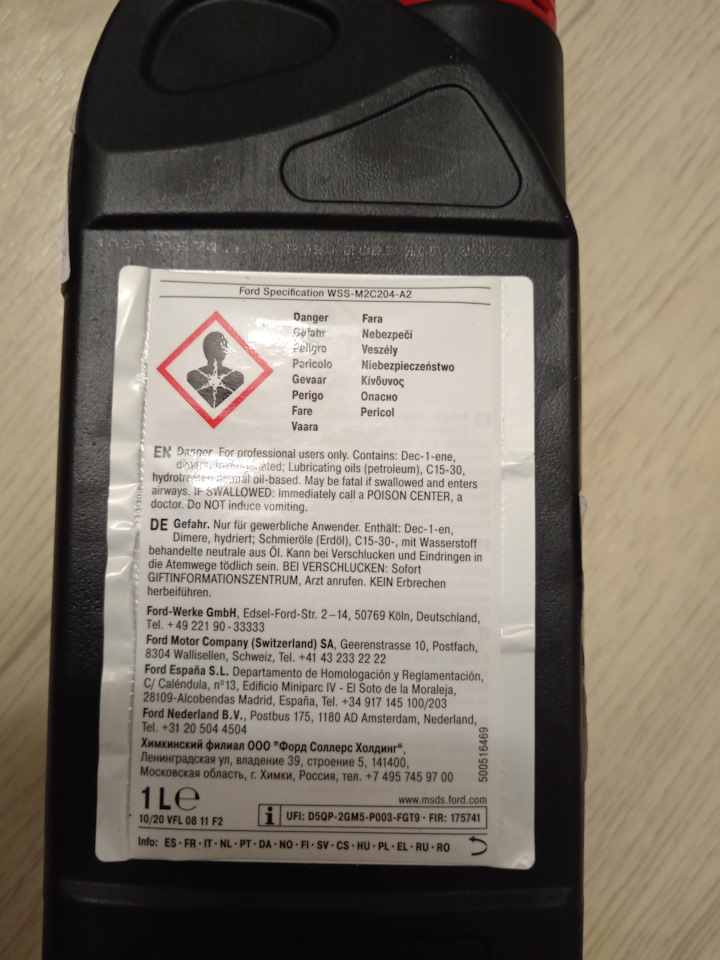 Ford Specification WSS-M2C204-A2
Danger
Gefahr
Peligro
Pericolo
Gevaar
Perigo
Fare
Vaara
Fara
Nebezpečí
Veszély
Niebezpieczeństwo
Κίνδυνος
Опасно
Pericol
EN Danger. For professional users only. Contains: Dec-1-ene,
dimers, hydrogenated; Lubricating oils (petroleum), C15-30,
hydrotreated neutral oil-based. May be fatal if swallowed and enters
airways. IF SWALLOWED: Immediately call a POISON CENTER, a
doctor. Do NOT induce vomiting.
DE Gefahr. Nur für gewerbliche Anwender. Enthält: Dec-1-en,
Dimere, hydriert; Schmieröle (Erdöl), C15-30-, mit Wasserstoff
behandelte neutrale aus Öl. Kann bei Verschlucken und Eindringen in
die Atemwege tödlich sein. BEI VERSCHLUCKEN: Sofort
GIFTINFORMATIONSZENTRUM, Arzt anrufen. KEIN Erbrechen
herbeiführen.
Ford-Werke GmbH, Edsel-Ford-Str. 2-14, 50769 Köln, Deutschland,
Tel. +49 221 90-33333
Ford Motor Company (Switzerland) SA, Geerenstrasse 10, Postfach,
8304 Wallisellen, Schweiz, Tel. +41 43 233 22 22
Ford España S.L. Departamento de Homologación y Reglamentación,
C/ Caléndula, nº13, Edificio Miniparc IV - El Soto de la Moraleja,
28109-Alcobendas Madrid, España, Tel. +34 917 145 100/203
Ford Nederland B.V., Postbus 175, 1180 AD Amsterdam, Nederland,
Tel. +31 20 504 4504
Химкинский филиал ООО "Форд Соллерс Холдинг",
Ленинградская ул, владение 39, строение 5, 141400,
Московская область, г. Химки, Россия, тел. +7 495 745 97 00
500516469
1 L℮
www.msds.ford.com
10/20 VFL 08 11 F2
UFI: D5QP-2GM5-P003-FGT9 · FIR: 175741
Info: ES · FR · IT · NL · PT · DA · NO · FI · SV · CS · HU · PL · EL · RU · RO